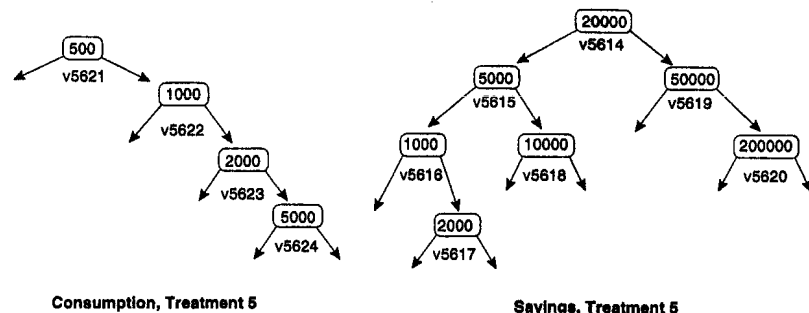 500
v5621
1000
v5622
2000
v5623
5000
v5624
Consumption, Treatment 5
20000
v5614
5000
v5615
50000
v5619
1000
v5616
10000
v5618
200000
v5620
2000
v5617
Savings, Treatment 5